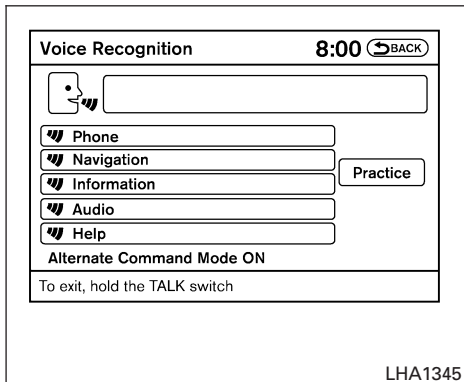 Voice Recognition 8:00 BACK
Phone
Navigation
Information
Audio
Help
Practice
Alternate Command Mode ON
To exit, hold the TALK switch
LHA1345